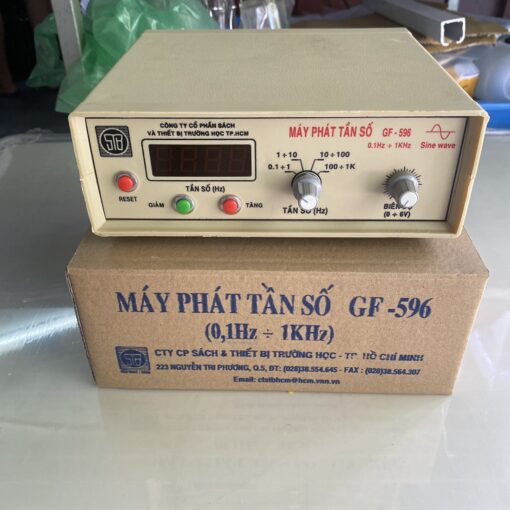 STB
CÔNG TY CỔ PHẦN SÁCH
VÀ THIẾT BỊ TRƯỜNG HỌC TP.HCM
MÁY PHÁT TẦN SỐ GF - 596
0.1Hz ÷ 1KHz Sine wave
RESET
TẦN SỐ (Hz)
GIẢM
TĂNG
1 ÷ 10
10 ÷ 100
0.1 ÷ 1
100 ÷ 1K
TẦN SỐ (Hz)
BIÊN ĐỘ
(0 ÷ 6V)
MÁY PHÁT TẦN SỐ GF -596
(0,1Hz ÷ 1KHz)
STB
CTY CP SÁCH & THIẾT BỊ TRƯỜNG HỌC - TP. HỒ CHÍ MINH
223 NGUYỄN TRI PHƯƠNG, Q.5, ĐT: (028)38.554.645 - FAX : (028)38.564.307
Email: ctstbhcm@hcm.vnn.vn